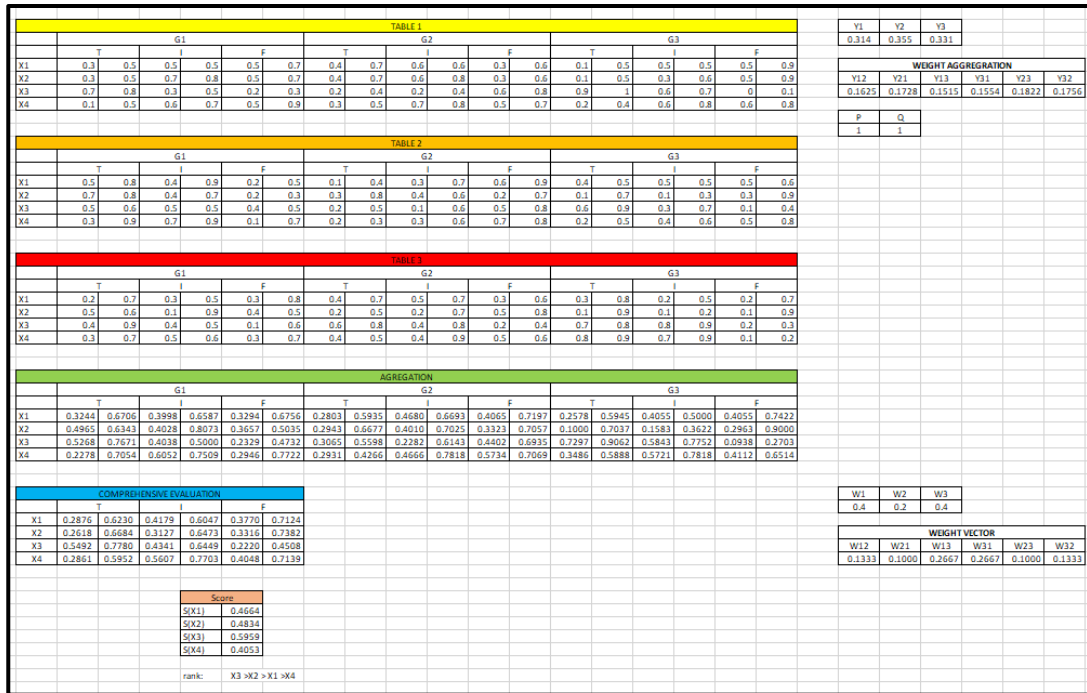 TABLE 1
G1 G2 G3
T I F T I F T I F
X1 0.3 0.5 0.5 0.5 0.5 0.7 0.4 0.7 0.6 0.6 0.3 0.6 0.1 0.5 0.5 0.5 0.5 0.9
X2 0.3 0.5 0.7 0.8 0.5 0.7 0.4 0.7 0.6 0.8 0.3 0.6 0.1 0.5 0.3 0.6 0.5 0.9
X3 0.7 0.8 0.3 0.5 0.2 0.3 0.2 0.4 0.2 0.4 0.6 0.8 0.9 1 0.6 0.7 0 0.1
X4 0.1 0.5 0.6 0.7 0.5 0.9 0.3 0.5 0.7 0.8 0.5 0.7 0.2 0.4 0.6 0.8 0.6 0.8
Y1 Y2 Y3
0.314 0.355 0.331
WEIGHT AGGREGRATION
Y12 Y21 Y13 Y31 Y23 Y32
0.1625 0.1728 0.1515 0.1554 0.1822 0.1756
P Q
1 1
TABLE 2
G1 G2 G3
T I F T I F T I F
X1 0.5 0.8 0.4 0.9 0.2 0.5 0.1 0.4 0.3 0.7 0.6 0.9 0.4 0.5 0.5 0.5 0.5 0.6
X2 0.7 0.8 0.4 0.7 0.2 0.3 0.3 0.8 0.4 0.6 0.2 0.7 0.1 0.7 0.1 0.3 0.3 0.9
X3 0.5 0.6 0.5 0.5 0.4 0.5 0.2 0.5 0.1 0.6 0.5 0.8 0.6 0.9 0.3 0.7 0.1 0.4
X4 0.3 0.9 0.7 0.9 0.1 0.7 0.2 0.3 0.3 0.6 0.7 0.8 0.2 0.5 0.4 0.6 0.5 0.8
TABLE 3
G1 G2 G3
T I F T I F T I F
X1 0.2 0.7 0.3 0.5 0.3 0.8 0.4 0.7 0.5 0.7 0.3 0.6 0.3 0.8 0.2 0.5 0.2 0.7
X2 0.5 0.6 0.1 0.9 0.4 0.5 0.2 0.5 0.2 0.7 0.5 0.8 0.1 0.9 0.1 0.2 0.1 0.9
X3 0.4 0.9 0.4 0.5 0.1 0.6 0.6 0.8 0.4 0.8 0.2 0.4 0.7 0.8 0.8 0.9 0.2 0.3
X4 0.3 0.7 0.5 0.6 0.3 0.7 0.4 0.5 0.4 0.9 0.5 0.6 0.8 0.9 0.7 0.9 0.1 0.2
AGREGATION
G1 G2 G3
T I F T I F T I F
X1 0.3244 0.6706 0.3998 0.6587 0.3294 0.6756 0.2803 0.5935 0.4680 0.6693 0.4065 0.7197 0.2578 0.5945 0.4055 0.5000 0.4055 0.7422
X2 0.4965 0.6343 0.4028 0.8073 0.3657 0.5035 0.2943 0.6677 0.4010 0.7025 0.3323 0.7057 0.1000 0.7037 0.1583 0.3622 0.2963 0.9000
X3 0.5268 0.7671 0.4038 0.5000 0.2329 0.4732 0.3065 0.5598 0.2282 0.6143 0.4402 0.6935 0.7297 0.9062 0.5843 0.7752 0.0938 0.2703
X4 0.2278 0.7054 0.6052 0.7509 0.2946 0.7722 0.2931 0.4266 0.4666 0.7818 0.5734 0.7069 0.3486 0.5888 0.5721 0.7818 0.4112 0.6514
COMPREHENSIVE EVALUATION
T I F
X1 0.2876 0.6230 0.4179 0.6047 0.3770 0.7124
X2 0.2618 0.6684 0.3127 0.6473 0.3316 0.7382
X3 0.5492 0.7780 0.4341 0.6449 0.2220 0.4508
X4 0.2861 0.5952 0.5607 0.7703 0.4048 0.7139
W1 W2 W3
0.4 0.2 0.4
WEIGHT VECTOR
W12 W21 W13 W31 W23 W32
0.1333 0.1000 0.2667 0.2667 0.1000 0.1333
Score
S(X1) 0.4664
S(X2) 0.4834
S(X3) 0.5959
S(X4) 0.4053
rank: X3 >X2 > X1 >X4